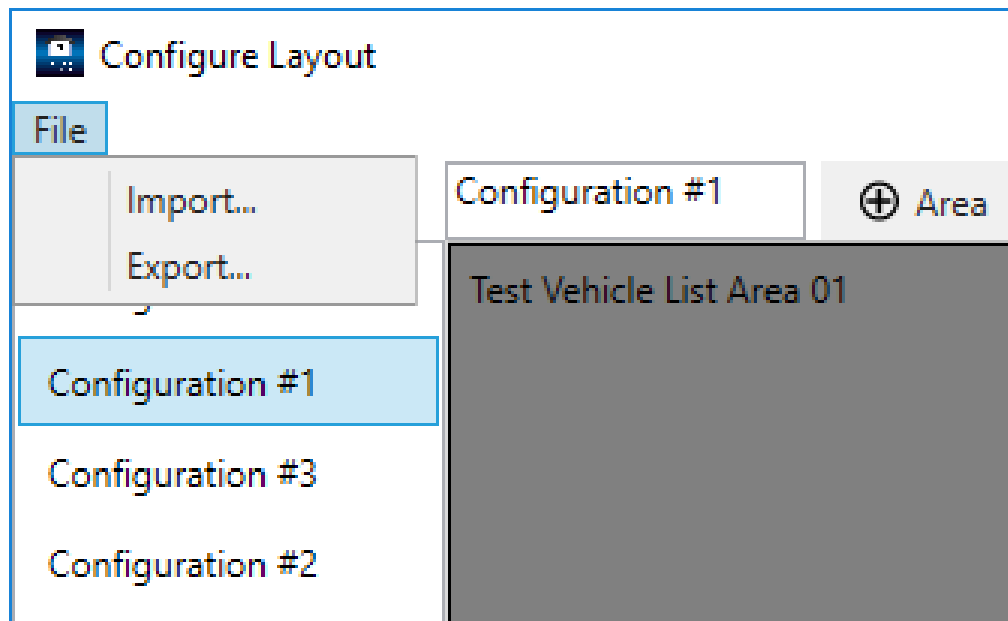 Configure Layout
File
Import...
Export...
Configuration #1
Area
Test Vehicle List Area 01
Configuration #1
Configuration #3
Configuration #2